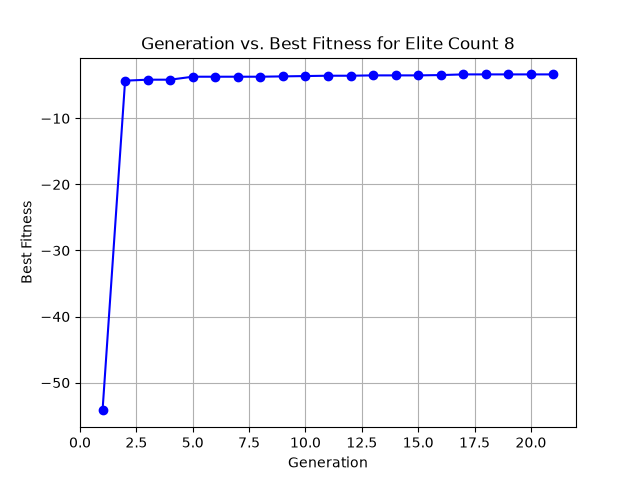 Generation vs. Best Fitness for Elite Count 8
Best Fitness
−10
−20
−30
−40
−50
0.0 2.5 5.0 7.5 10.0 12.5 15.0 17.5 20.0
Generation